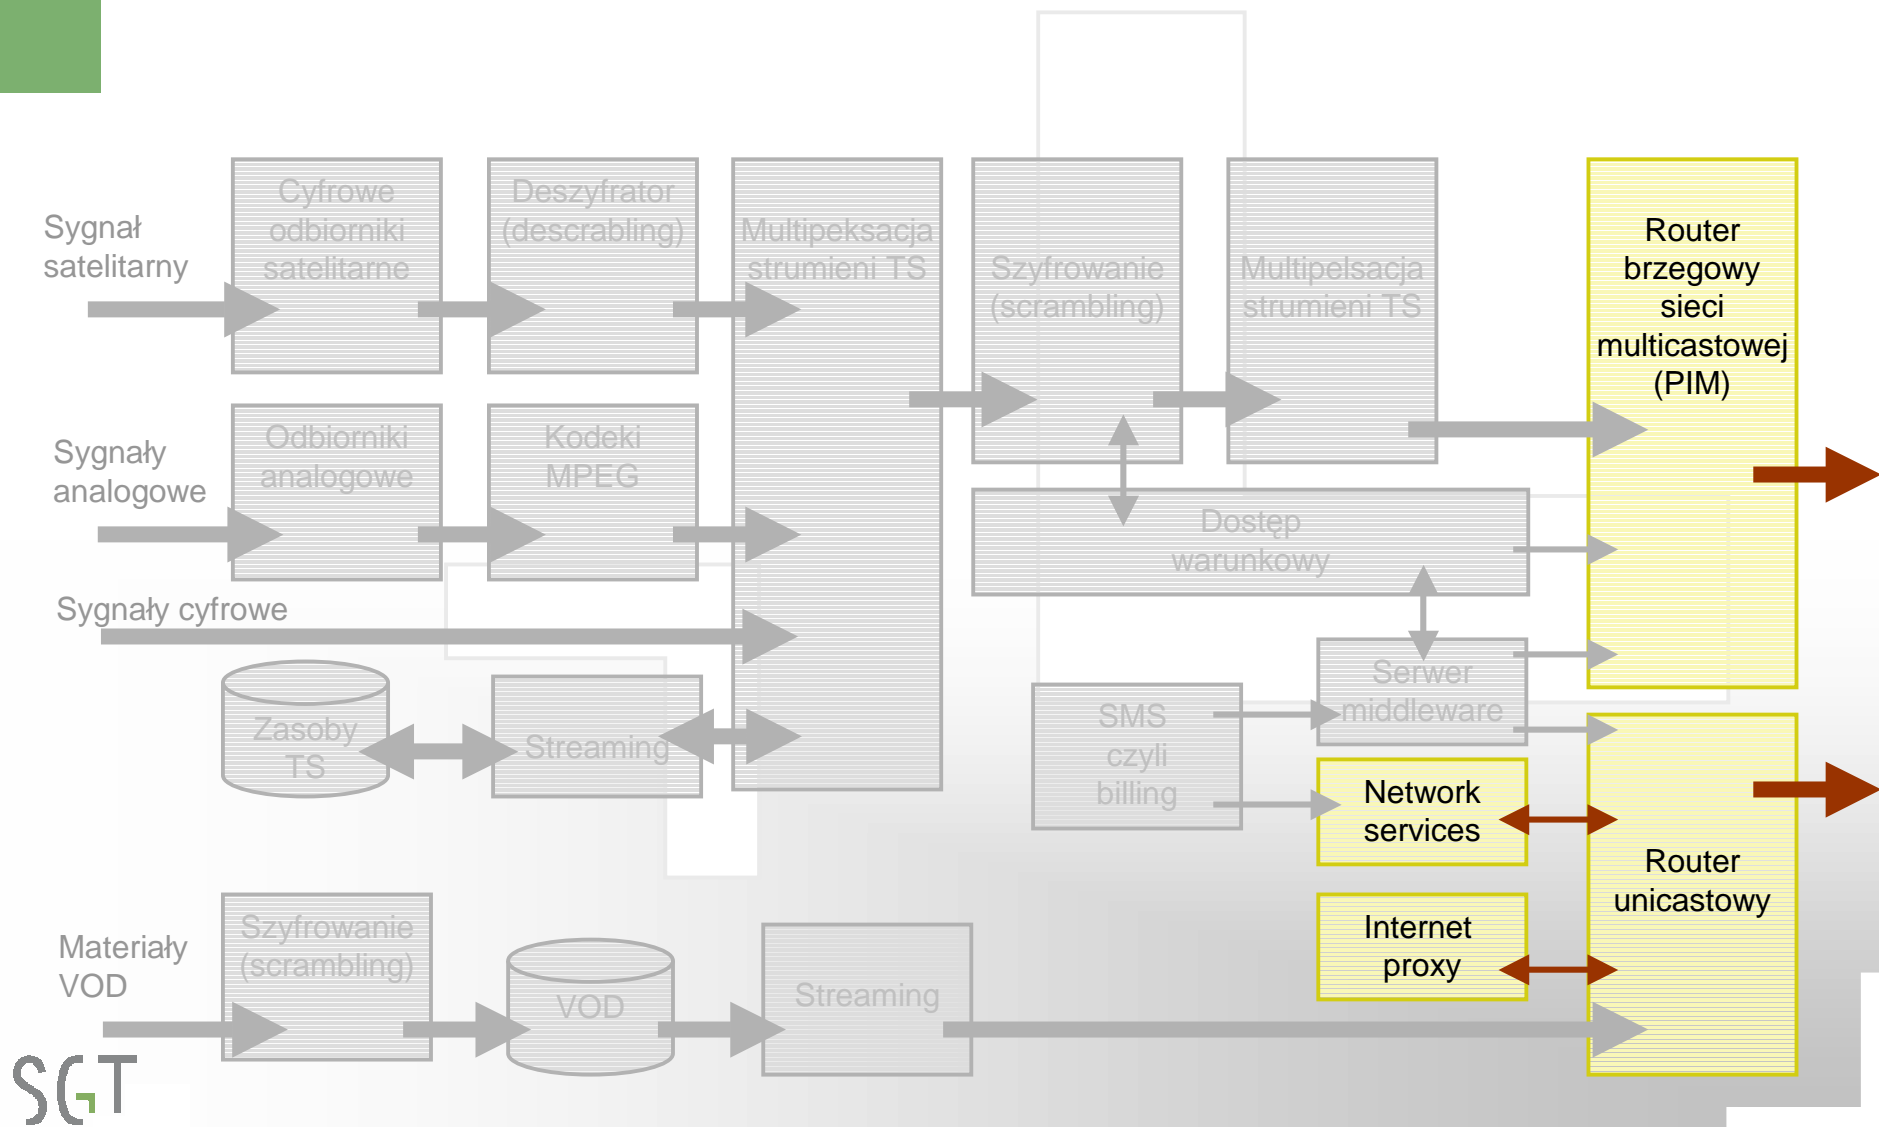 Sygnał
satelitarny
Cyfrowe
odbiorniki
satelitarne
Deszyfrator
(descrabling)
Multipeksacja
strumieni TS
Szyfrowanie
(scrambling)
Multipelsacja
strumieni TS
Router
brzegowy
sieci
multicastowej
(PIM)
Sygnały
analogowe
Odbiorniki
analogowe
Kodeki
MPEG
Dostęp
warunkowy
Sygnały cyfrowe
Zasoby
TS
Streaming
SMS
czyli
billing
Serwer
middleware
Network
services
Internet
proxy
Router
unicastowy
Materiały
VOD
Szyfrowanie
(scrambling)
VOD
Streaming
SGT